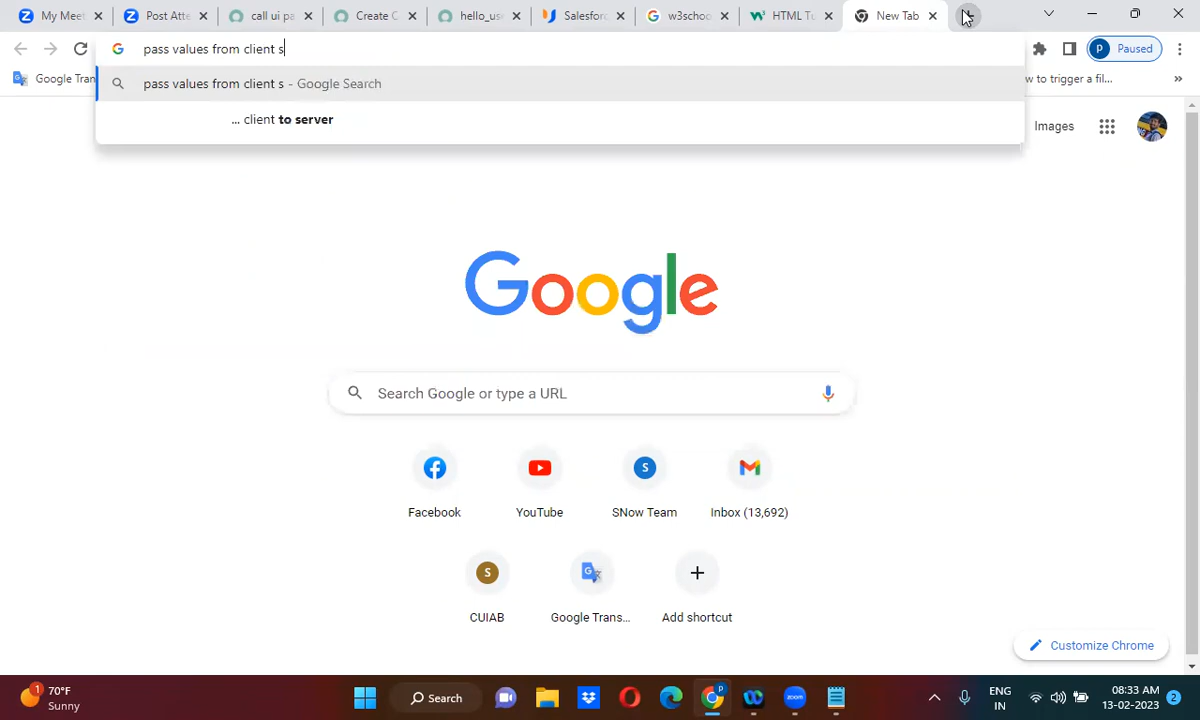 My Meet
Post Atte
call ui pa
Create C
hello_use
Salesforc
w3schoo
HTML Tu
New Tab
pass values from client s
P Paused
Google Tran
w to trigger a fil...
»
pass values from client s - Google Search
... client to server
Images
Google
Search Google or type a URL
S
Facebook
YouTube
SNow Team
Inbox (13,692)
S
CUIAB
Google Trans...
Add shortcut
Customize Chrome
1
70°F
Sunny
Search
P
ENG
IN
08:33 AM
13-02-2023
2